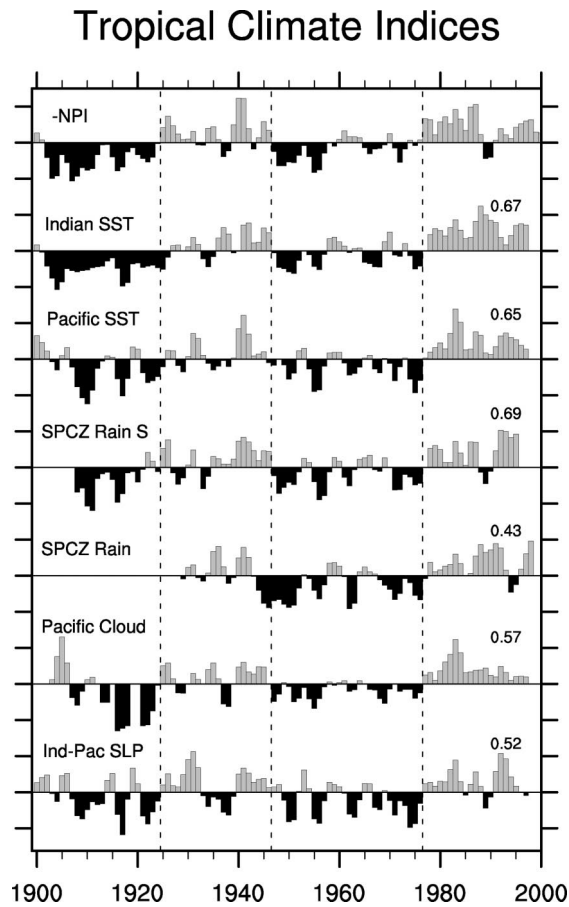 Tropical Climate Indices
-NPI
Indian SST
0.67
Pacific SST
0.65
SPCZ Rain S
0.69
SPCZ Rain
0.43
Pacific Cloud
0.57
Ind-Pac SLP
0.52
1900 1920 1940 1960 1980 2000